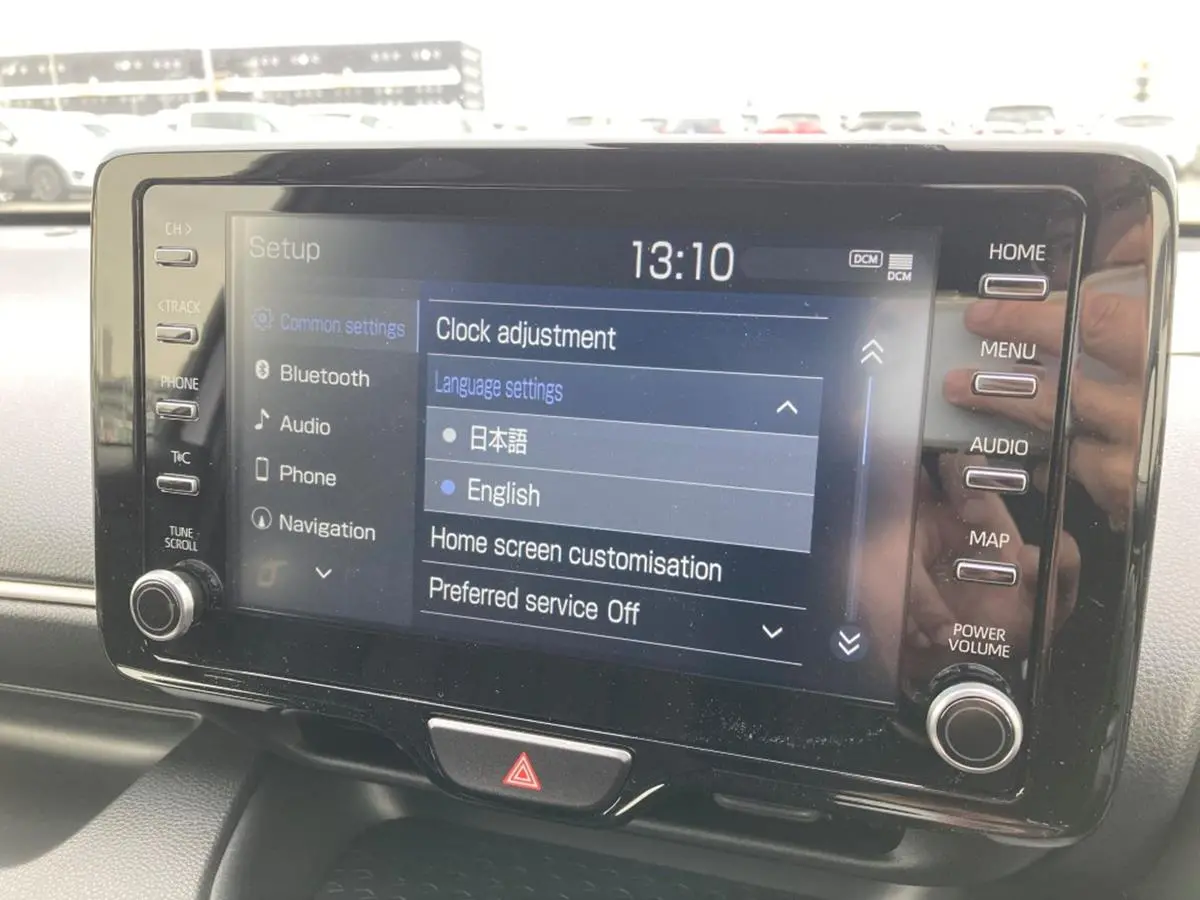 CH >
< TRACK
PHONE
T•C
TUNE
SCROLL
Setup
13:10
DCM
DCM
Common settings
Bluetooth
Audio
Phone
Navigation
Clock adjustment
Language settings
日本語
English
Home screen customisation
Preferred service Off
HOME
MENU
AUDIO
MAP
POWER
VOLUME